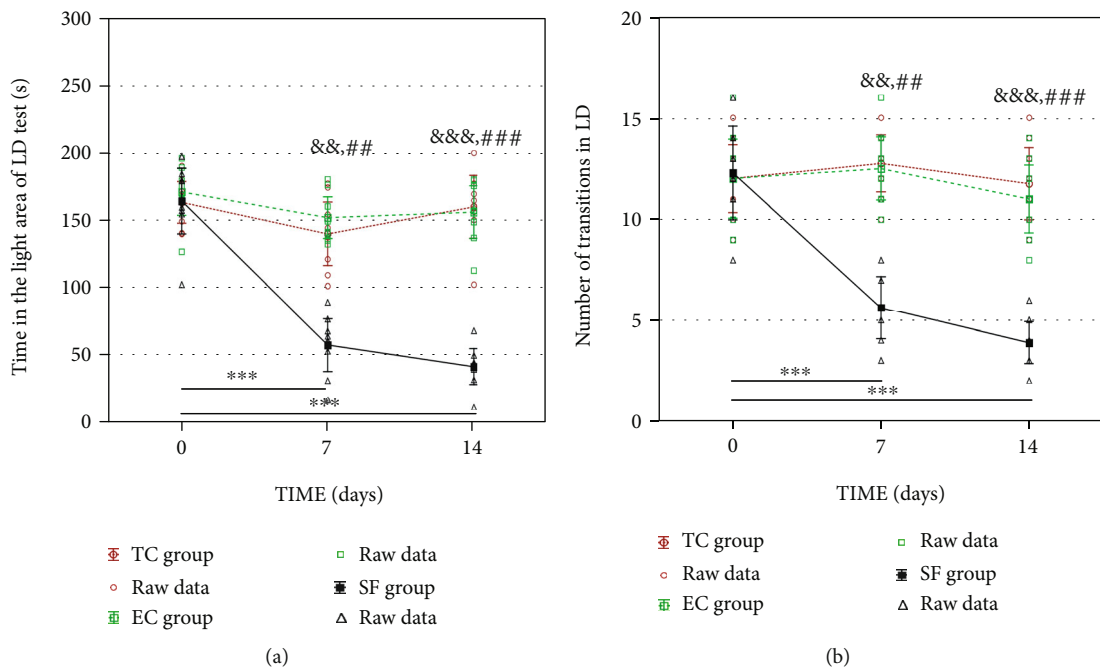 300
250
200
150
100
50
0
Time in the light area of LD test (s)
&&,##
&&&,###
***
***
0 7 14
TIME (days)
TC group
Raw data
EC group
Raw data
SF group
Raw data
(a)
20
15
10
5
0
Number of transitions in LD
&&,##
&&&,###
***
***
0 7 14
TIME (days)
TC group
Raw data
EC group
Raw data
SF group
Raw data
(b)